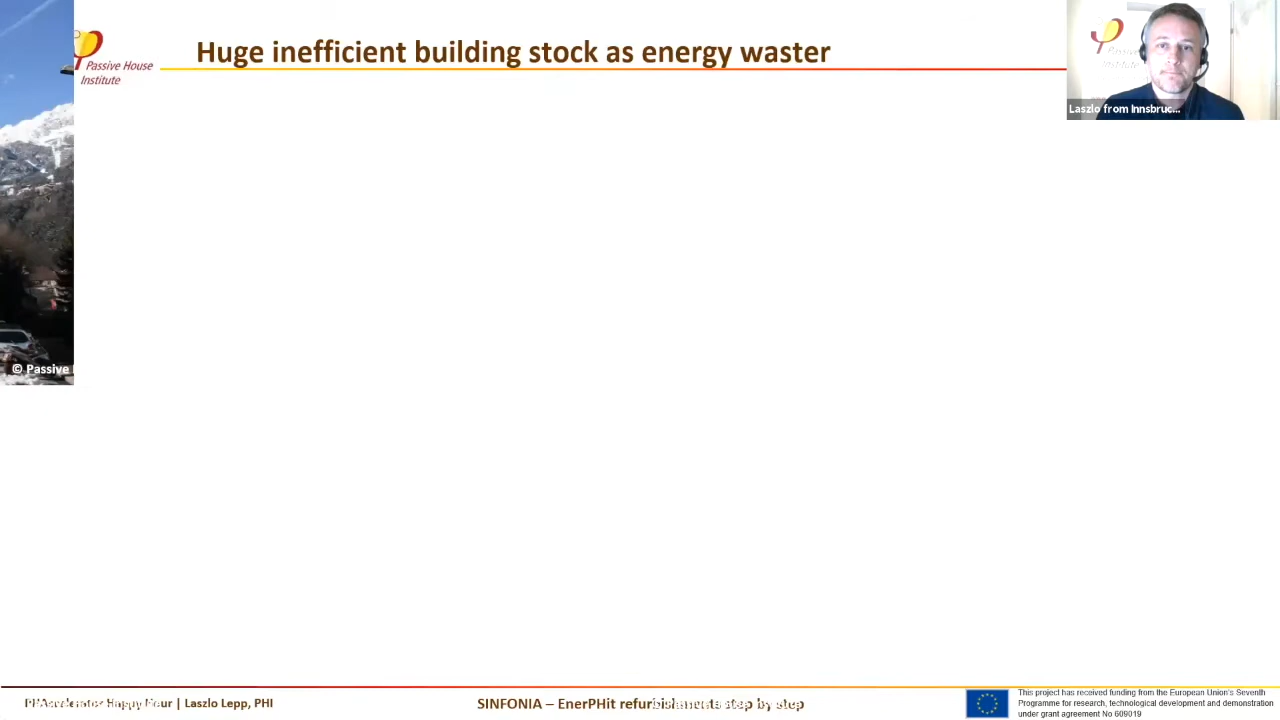 Huge inefficient building stock as energy waster
Passive House
Institute
Passive
Institute
Laszlo from Innsbruc...
© Passive
Laszlo Lepp, PHI
SINFONIA – EnerPHit
This project has received funding from the European Union's Seventh
Programme for research, technological development and demonstration
under grant agreement No 609019